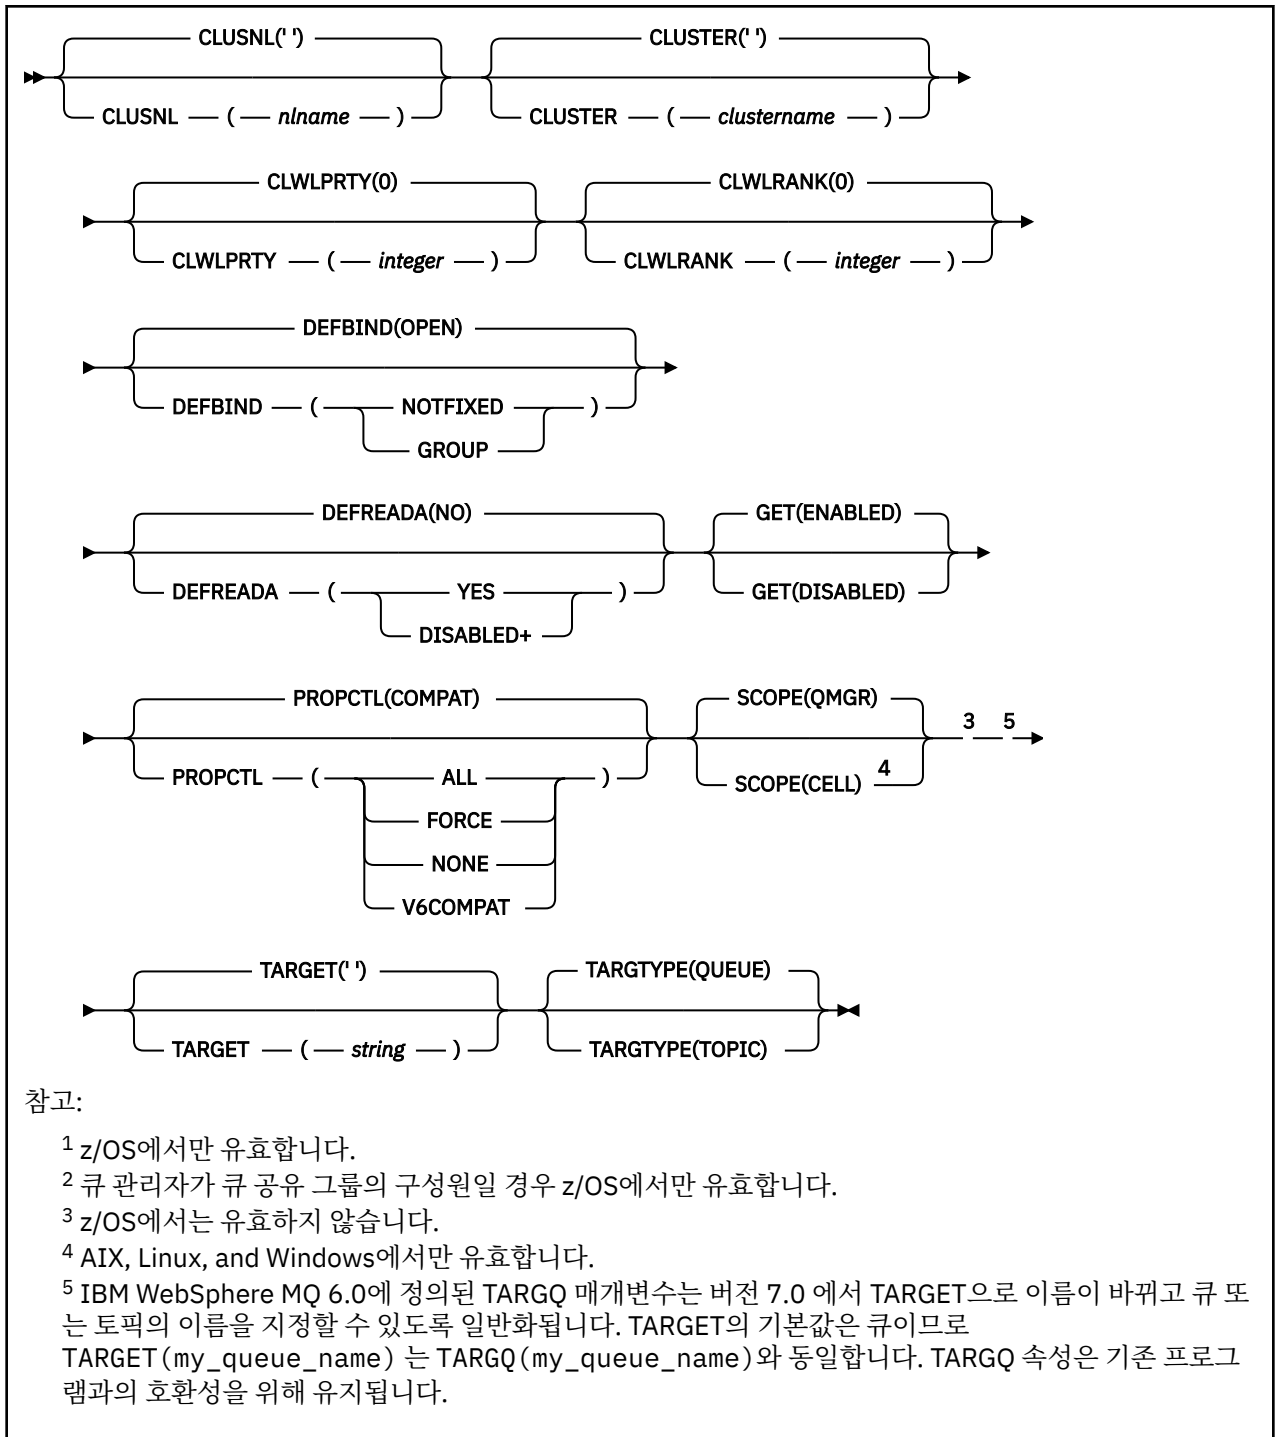 CLUSNL(' ') CLUSTER(' ')
CLUSNL ( nlname ) CLUSTER ( clustername )
CLWLPRTY(0) CLWLRANK(0)
CLWLPRTY ( integer ) CLWLRANK ( integer )
DEFBIND(OPEN)
DEFBIND ( NOTFIXED )
GROUP
DEFREADA(NO) GET(ENABLED)
DEFREADA ( YES ) GET(DISABLED)
DISABLED+
PROPCTL(COMPAT) SCOPE(QMGR) 3 5
PROPCTL ( ALL ) SCOPE(CELL) 4
FORCE
NONE
V6COMPAT
TARGET(' ') TARGTYPE(QUEUE)
TARGET ( string ) TARGTYPE(TOPIC)
참고:
1 z/OS에서만 유효합니다.
2 큐 관리자가 큐 공유 그룹의 구성원일 경우 z/OS에서만 유효합니다.
3 z/OS에서는 유효하지 않습니다.
4 AIX, Linux, and Windows에서만 유효합니다.
5 IBM WebSphere MQ 6.0에 정의된 TARGQ 매개변수는 버전 7.0 에서 TARGET으로 이름이 바뀌고 큐 또
는 토픽의 이름을 지정할 수 있도록 일반화됩니다. TARGET의 기본값은 큐이므로
TARGET(my_queue_name) 는 TARGQ(my_queue_name)와 동일합니다. TARGQ 속성은 기존 프로그
램과의 호환성을 위해 유지됩니다.